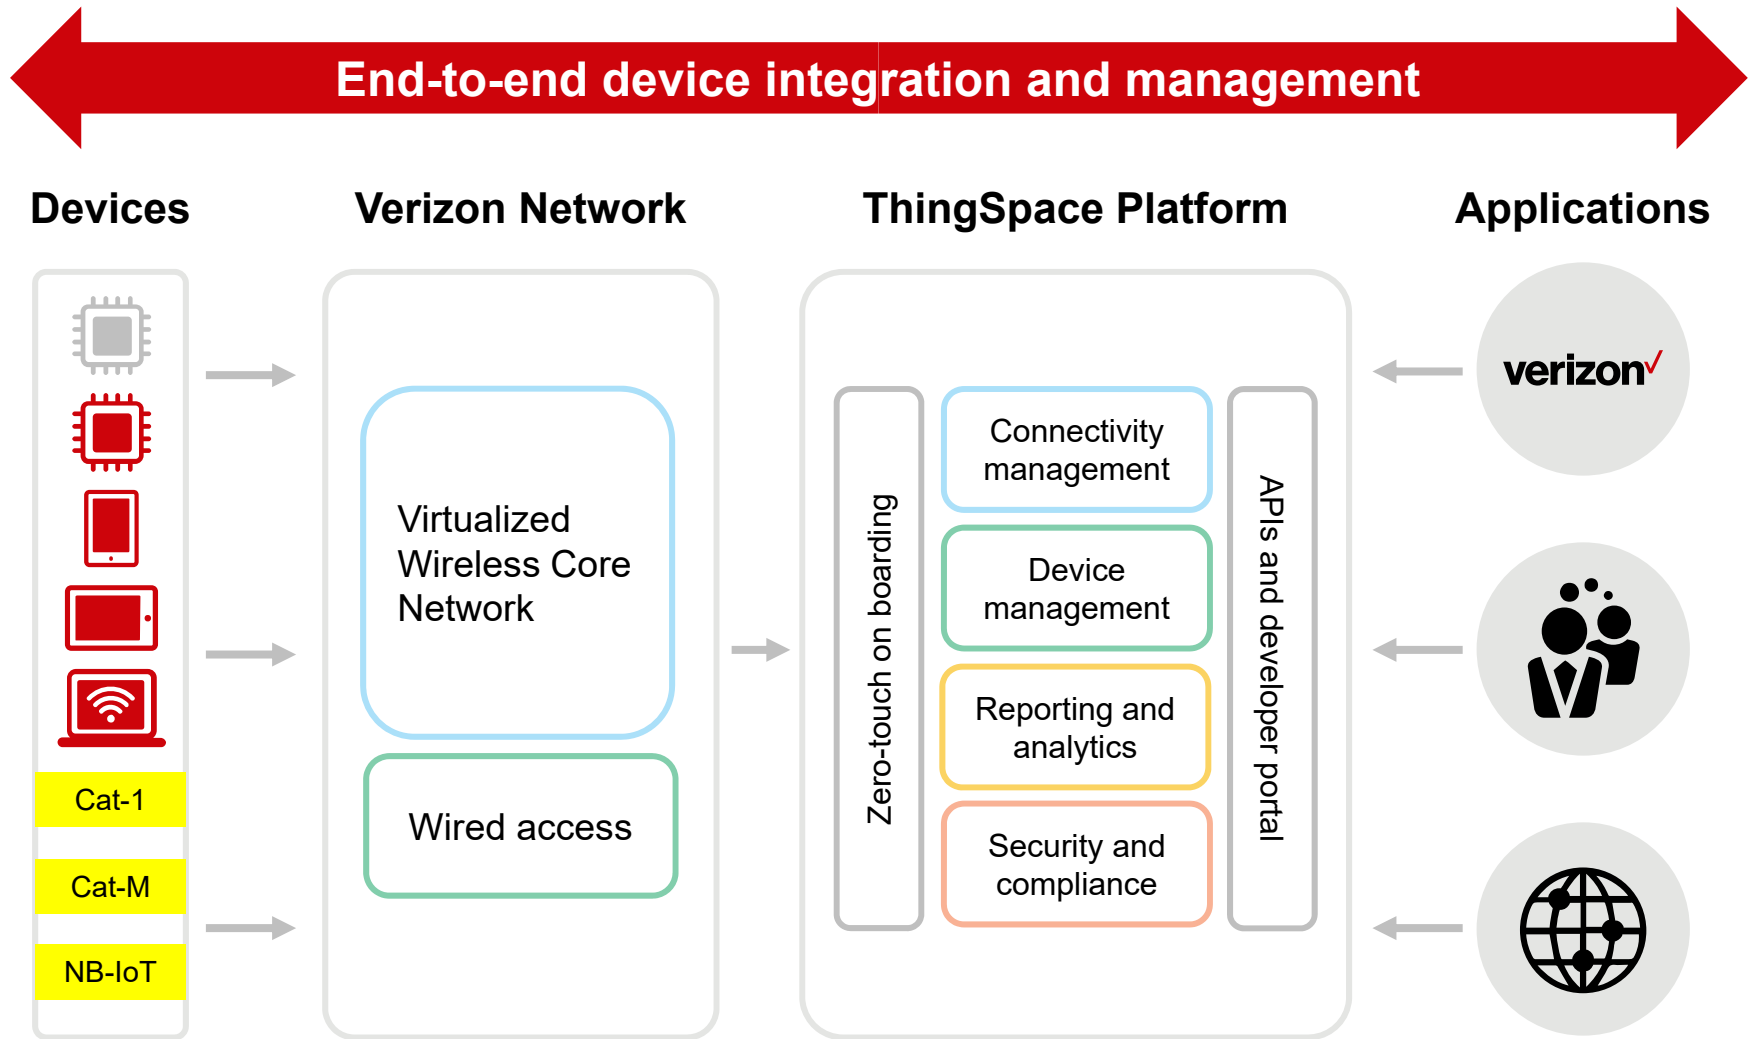 End-to-end device integration and management
Devices
Verizon Network
ThingSpace Platform
Applications
Cat-1
Cat-M
NB-IoT
Virtualized
Wireless Core
Network
Wired access
Zero-touch on boarding
Connectivity
management
Device
management
Reporting and
analytics
Security and
compliance
APIs and developer portal
verizon✓